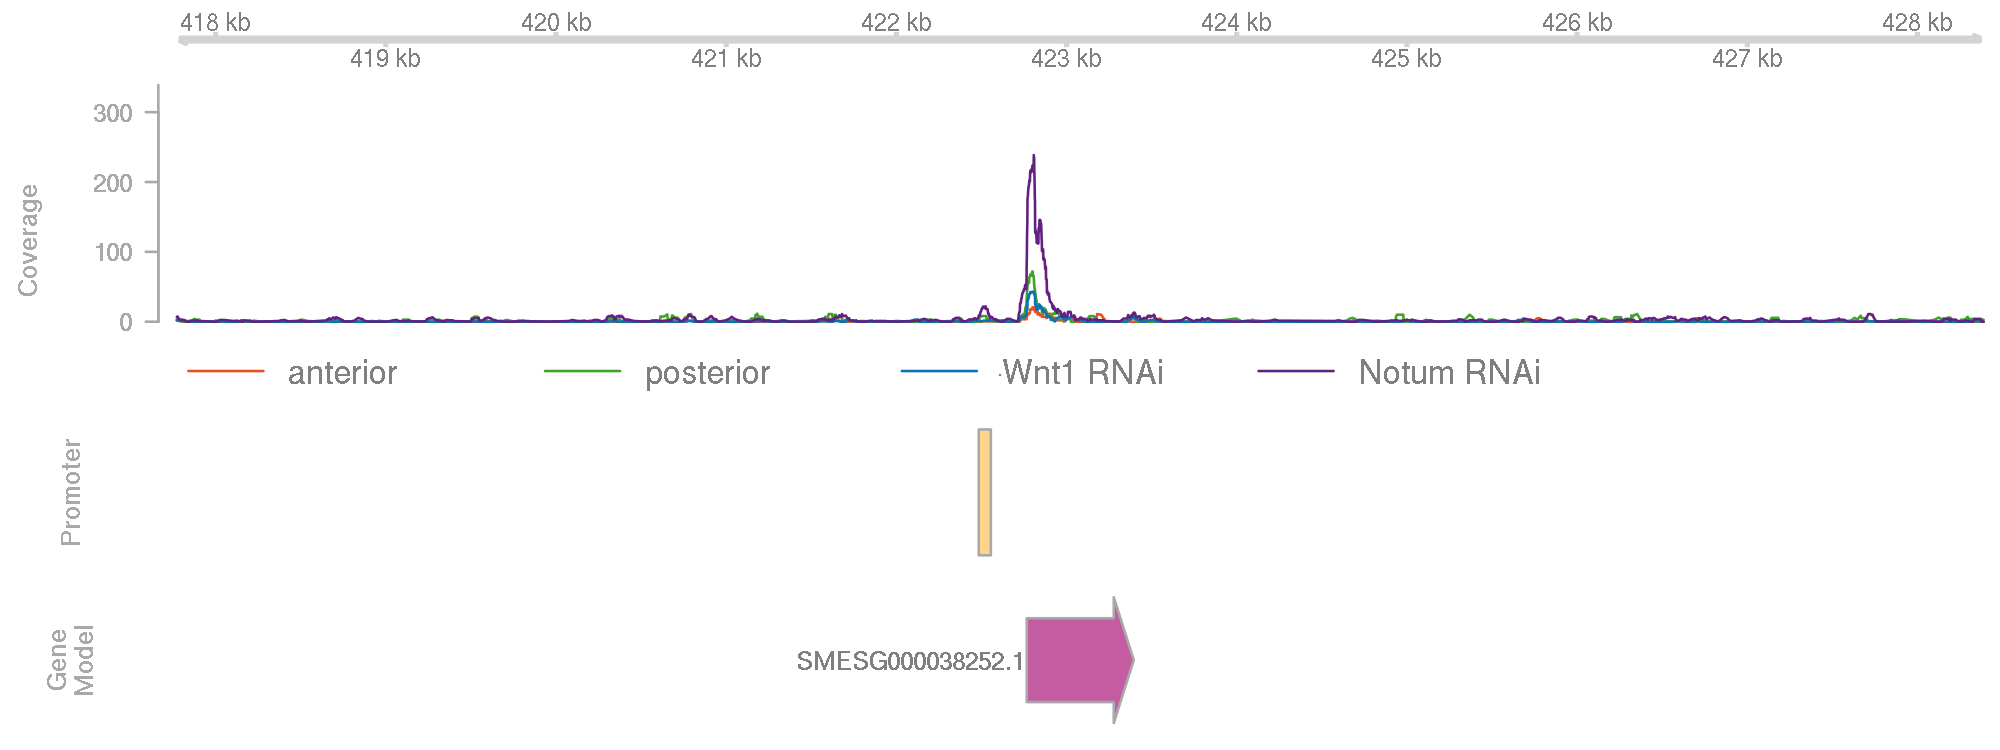 418 kb 420 kb 422 kb 424 kb 426 kb 428 kb
419 kb 421 kb 423 kb 425 kb 427 kb
Coverage
300
200
100
0
anterior posterior Wnt1 RNAi Notum RNAi
Promoter
Gene
Model
SMESG000038252.1